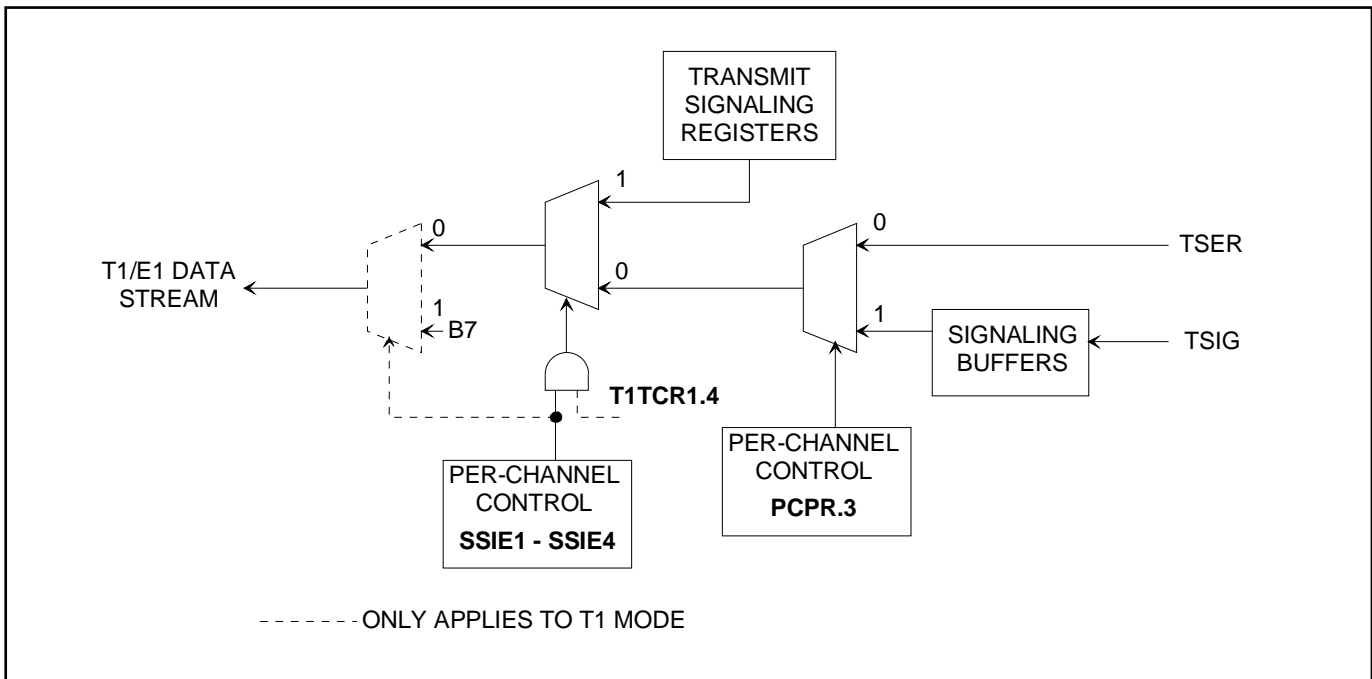 TRANSMIT
SIGNALING
REGISTERS
1
0
0
TSER
T1/E1 DATA
STREAM
0
1
B7
1
SIGNALING
BUFFERS
TSIG
T1TCR1.4
PER-CHANNEL
CONTROL
SSIE1 - SSIE4
PER-CHANNEL
CONTROL
PCPR.3
ONLY APPLIES TO T1 MODE